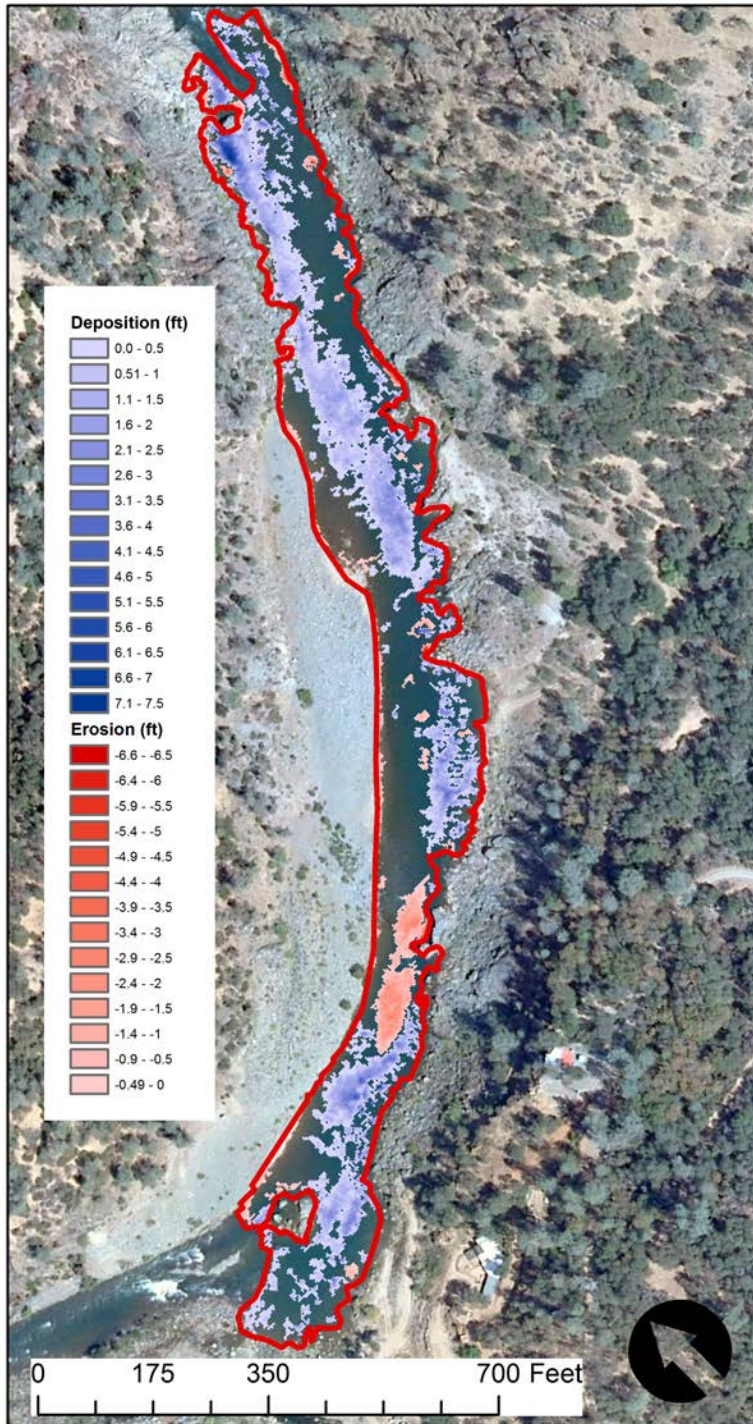 Deposition (ft)
0.0 - 0.5
0.51 - 1
1.1 - 1.5
1.6 - 2
2.1 - 2.5
2.6 - 3
3.1 - 3.5
3.6 - 4
4.1 - 4.5
4.6 - 5
5.1 - 5.5
5.6 - 6
6.1 - 6.5
6.6 - 7
7.1 - 7.5
Erosion (ft)
-6.6 - -6.5
-6.4 - -6
-5.9 - -5.5
-5.4 - -5
-4.9 - -4.5
-4.4 - -4
-3.9 - -3.5
-3.4 - -3
-2.9 - -2.5
-2.4 - -2
-1.9 - -1.5
-1.4 - -1
-0.9 - -0.5
-0.49 - 0
0 175 350 700 Feet